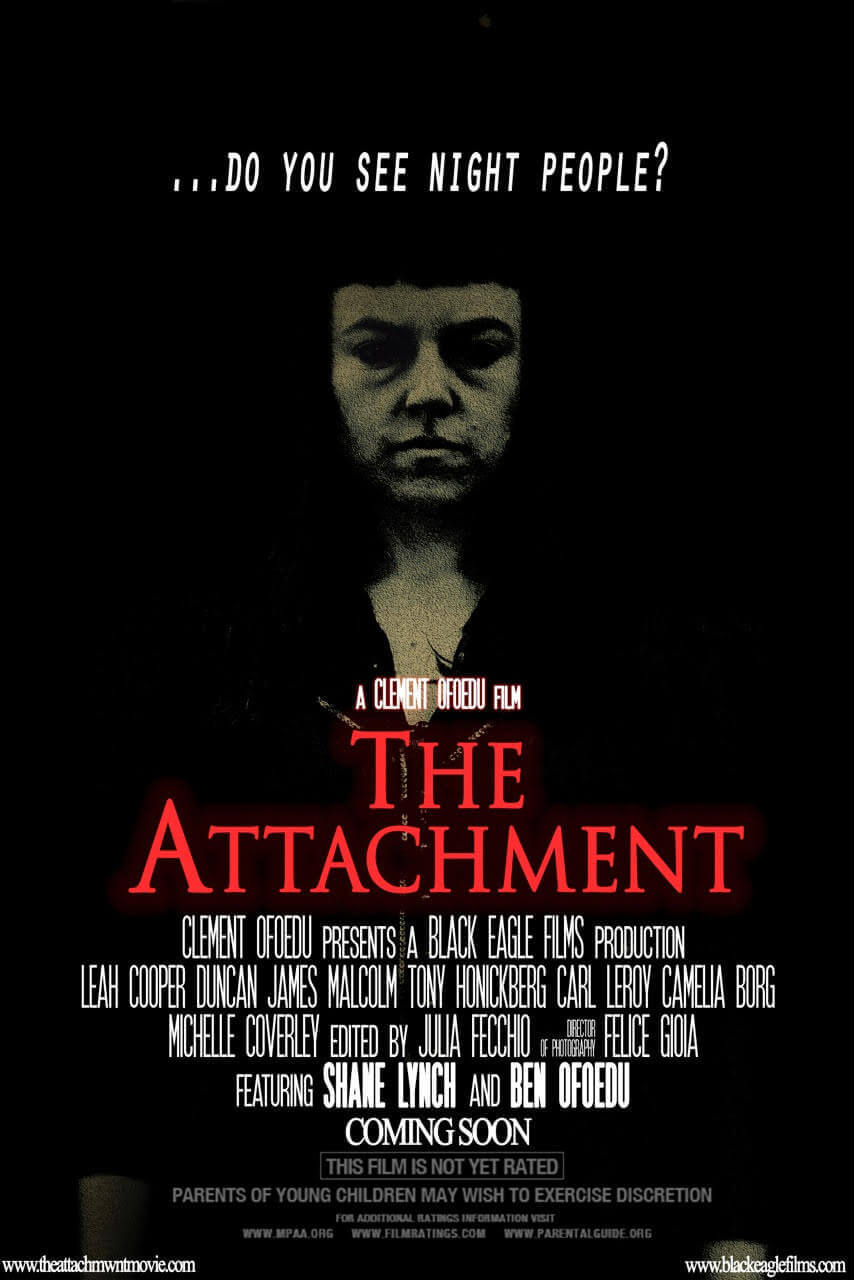 ...DO YOU SEE NIGHT PEOPLE?
A CLEMENT OFOEDU FILM
THE
ATTACHMENT
CLEMENT OFOEDU PRESENTS A BLACK EAGLE FILMS PRODUCTION
LEAH COOPER DUNCAN JAMES MALCOLM TONY HONICKBERG CARL LEROY CAMELIA BORG
MICHELLE COVERLEY EDITED BY JULIA FECCHIO DIRECTOR OF PHOTOGRAPHY FELICE GIOIA
FEATURING SHANE LYNCH AND BEN OFOEDU
COMING SOON
THIS FILM IS NOT YET RATED
PARENTS OF YOUNG CHILDREN MAY WISH TO EXERCISE DISCRETION
FOR ADDITIONAL RATINGS INFORMATION VISIT
WWW.MPAA.ORG WWW.FILMRATINGS.COM WWW.PARENTALGUIDE.ORG
www.theattachmwntmovie.com www.blackeaglefilms.com